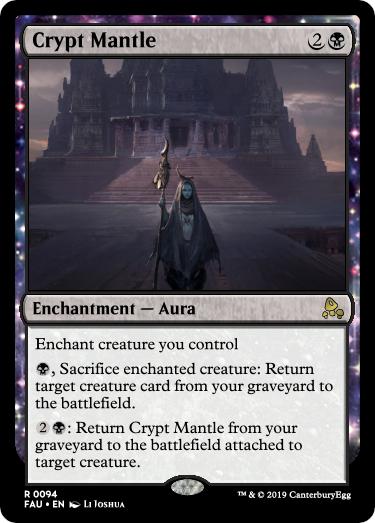 Crypt Mantle 2
Enchantment — Aura
Enchant creature you control
, Sacrifice enchanted creature: Return
target creature card from your graveyard to
the battlefield.
2 : Return Crypt Mantle from your
graveyard to the battlefield attached to
target creature.
R 0094
FAU • EN Li Joshua
™ & © 2019 CanterburyEgg